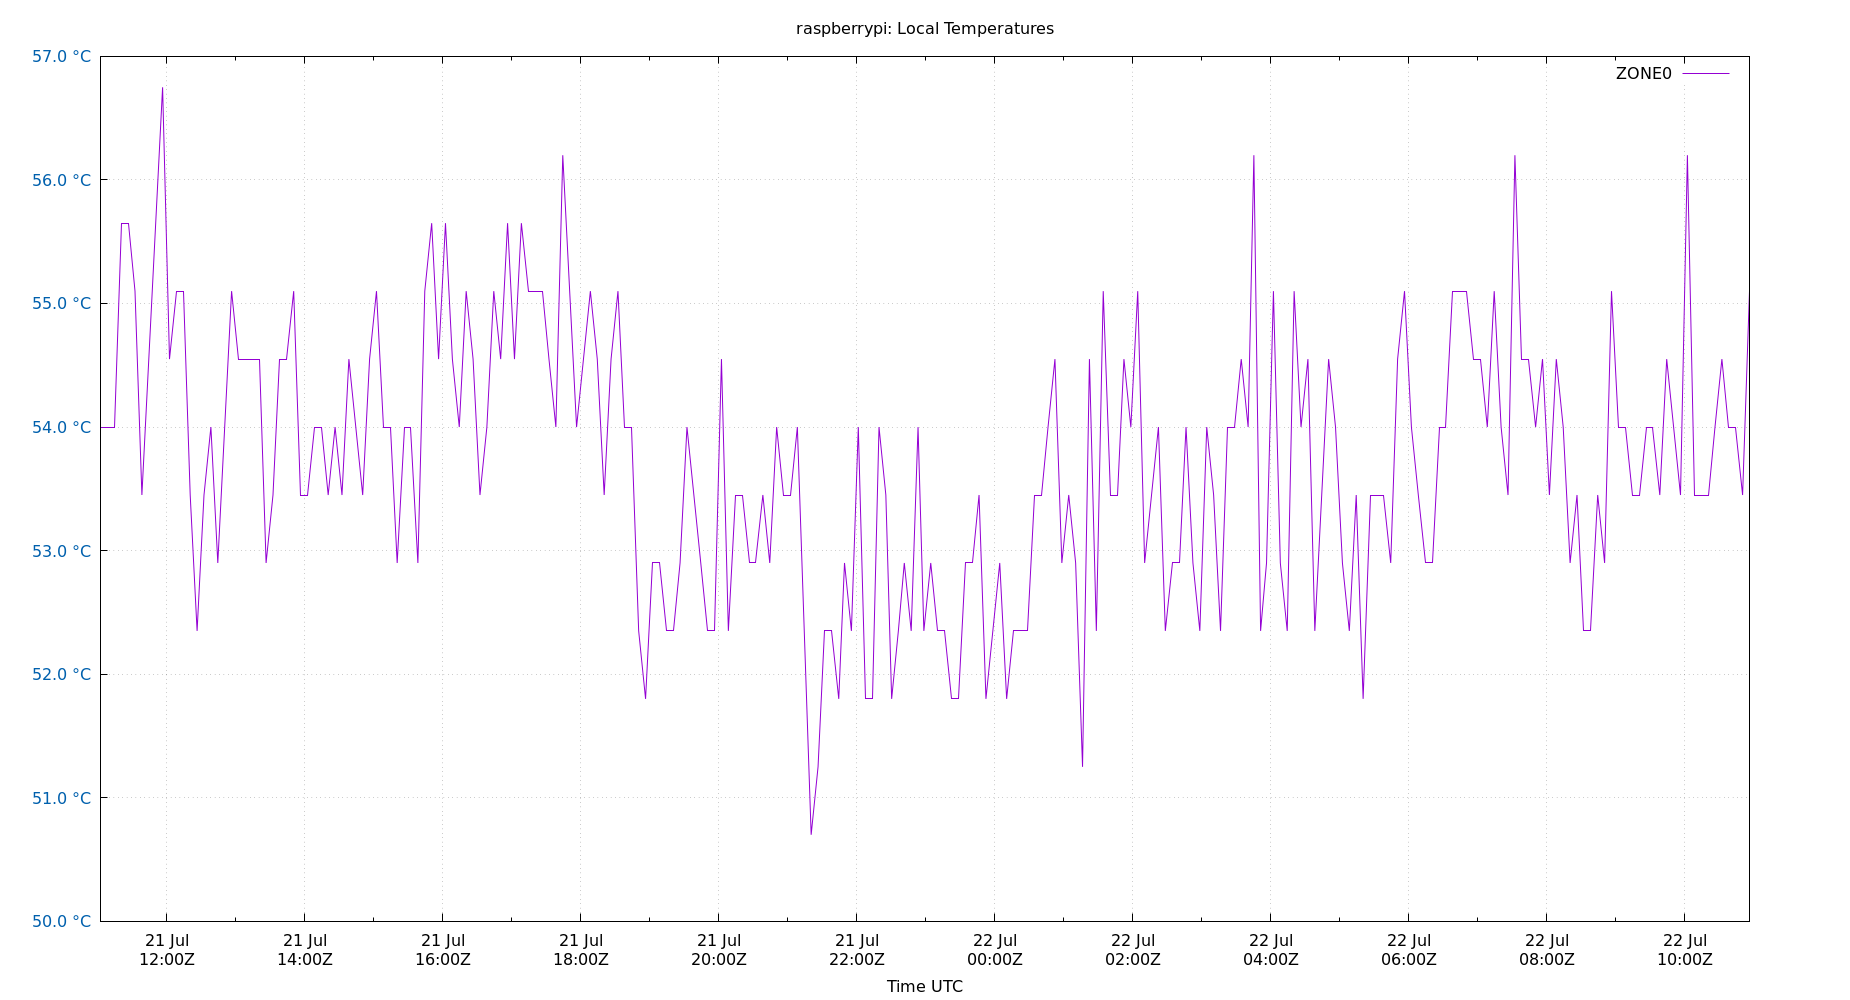 raspberrypi: Local Temperatures
57.0 °C
ZONE0
56.0 °C
55.0 °C
54.0 °C
53.0 °C
52.0 °C
51.0 °C
50.0 °C
21 Jul 21 Jul 21 Jul 21 Jul 21 Jul 21 Jul 22 Jul 22 Jul 22 Jul 22 Jul 22 Jul 22 Jul
12:00Z 14:00Z 16:00Z 18:00Z 20:00Z 22:00Z 00:00Z 02:00Z 04:00Z 06:00Z 08:00Z 10:00Z
Time UTC